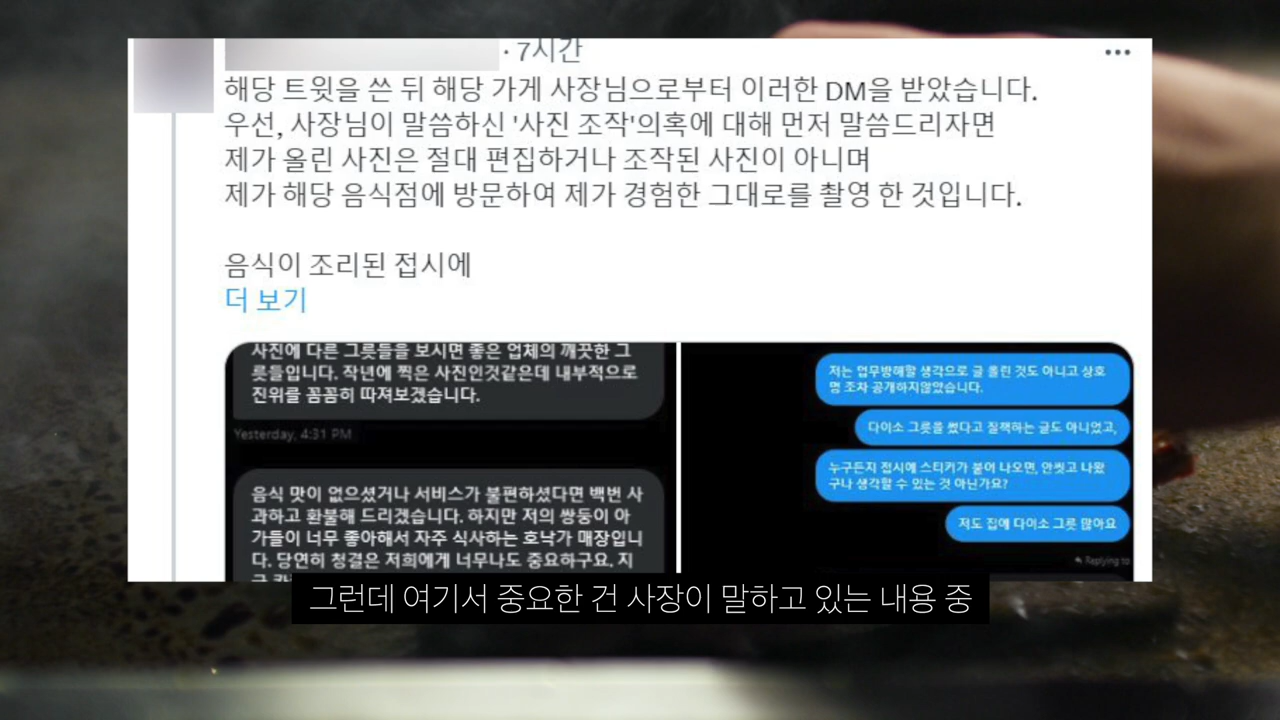 · 7시간
해당 트윗을 쓴 뒤 해당 가게 사장님으로부터 이러한 DM을 받았습니다.
우선, 사장님이 말씀하신 '사진 조작'의혹에 대해 먼저 말씀드리자면
제가 올린 사진은 절대 편집하거나 조작된 사진이 아니며
제가 해당 음식점에 방문하여 제가 경험한 그대로를 촬영 한 것입니다.
음식이 조리된 접시에
더 보기
사진에 다른 그릇들을 보시면 좋은 업체의 깨끗한 그
릇들입니다. 작년에 찍은 사진인것같은데 내부적으로
진위를 꼼꼼히 따져보겠습니다.
Yesterday, 4:31 PM
음식 맛이 없으셨거나 서비스가 불편하셨다면 백번 사
과하고 환불해 드리겠습니다. 하지만 저의 쌍둥이 아
가들이 너무 좋아해서 자주 식사하는 호낙가 매장입니
다. 당연히 청결은 저희에게 너무나도 중요하구요. 지
저는 업무방해할 생각으로 글 올린 것도 아니고 상호
명 조차 공개하지않았습니다.
다이소 그릇을 썼다고 질책하는 글도 아니었고,
누구든지 접시에 스티커가 붙어 나오면, 안씻고 나왔
구나 생각할 수 있는 것 아닌가요?
저도 집에 다이소 그릇 많아요
Replying to
그런데 여기서 중요한 건 사장이 말하고 있는 내용 중